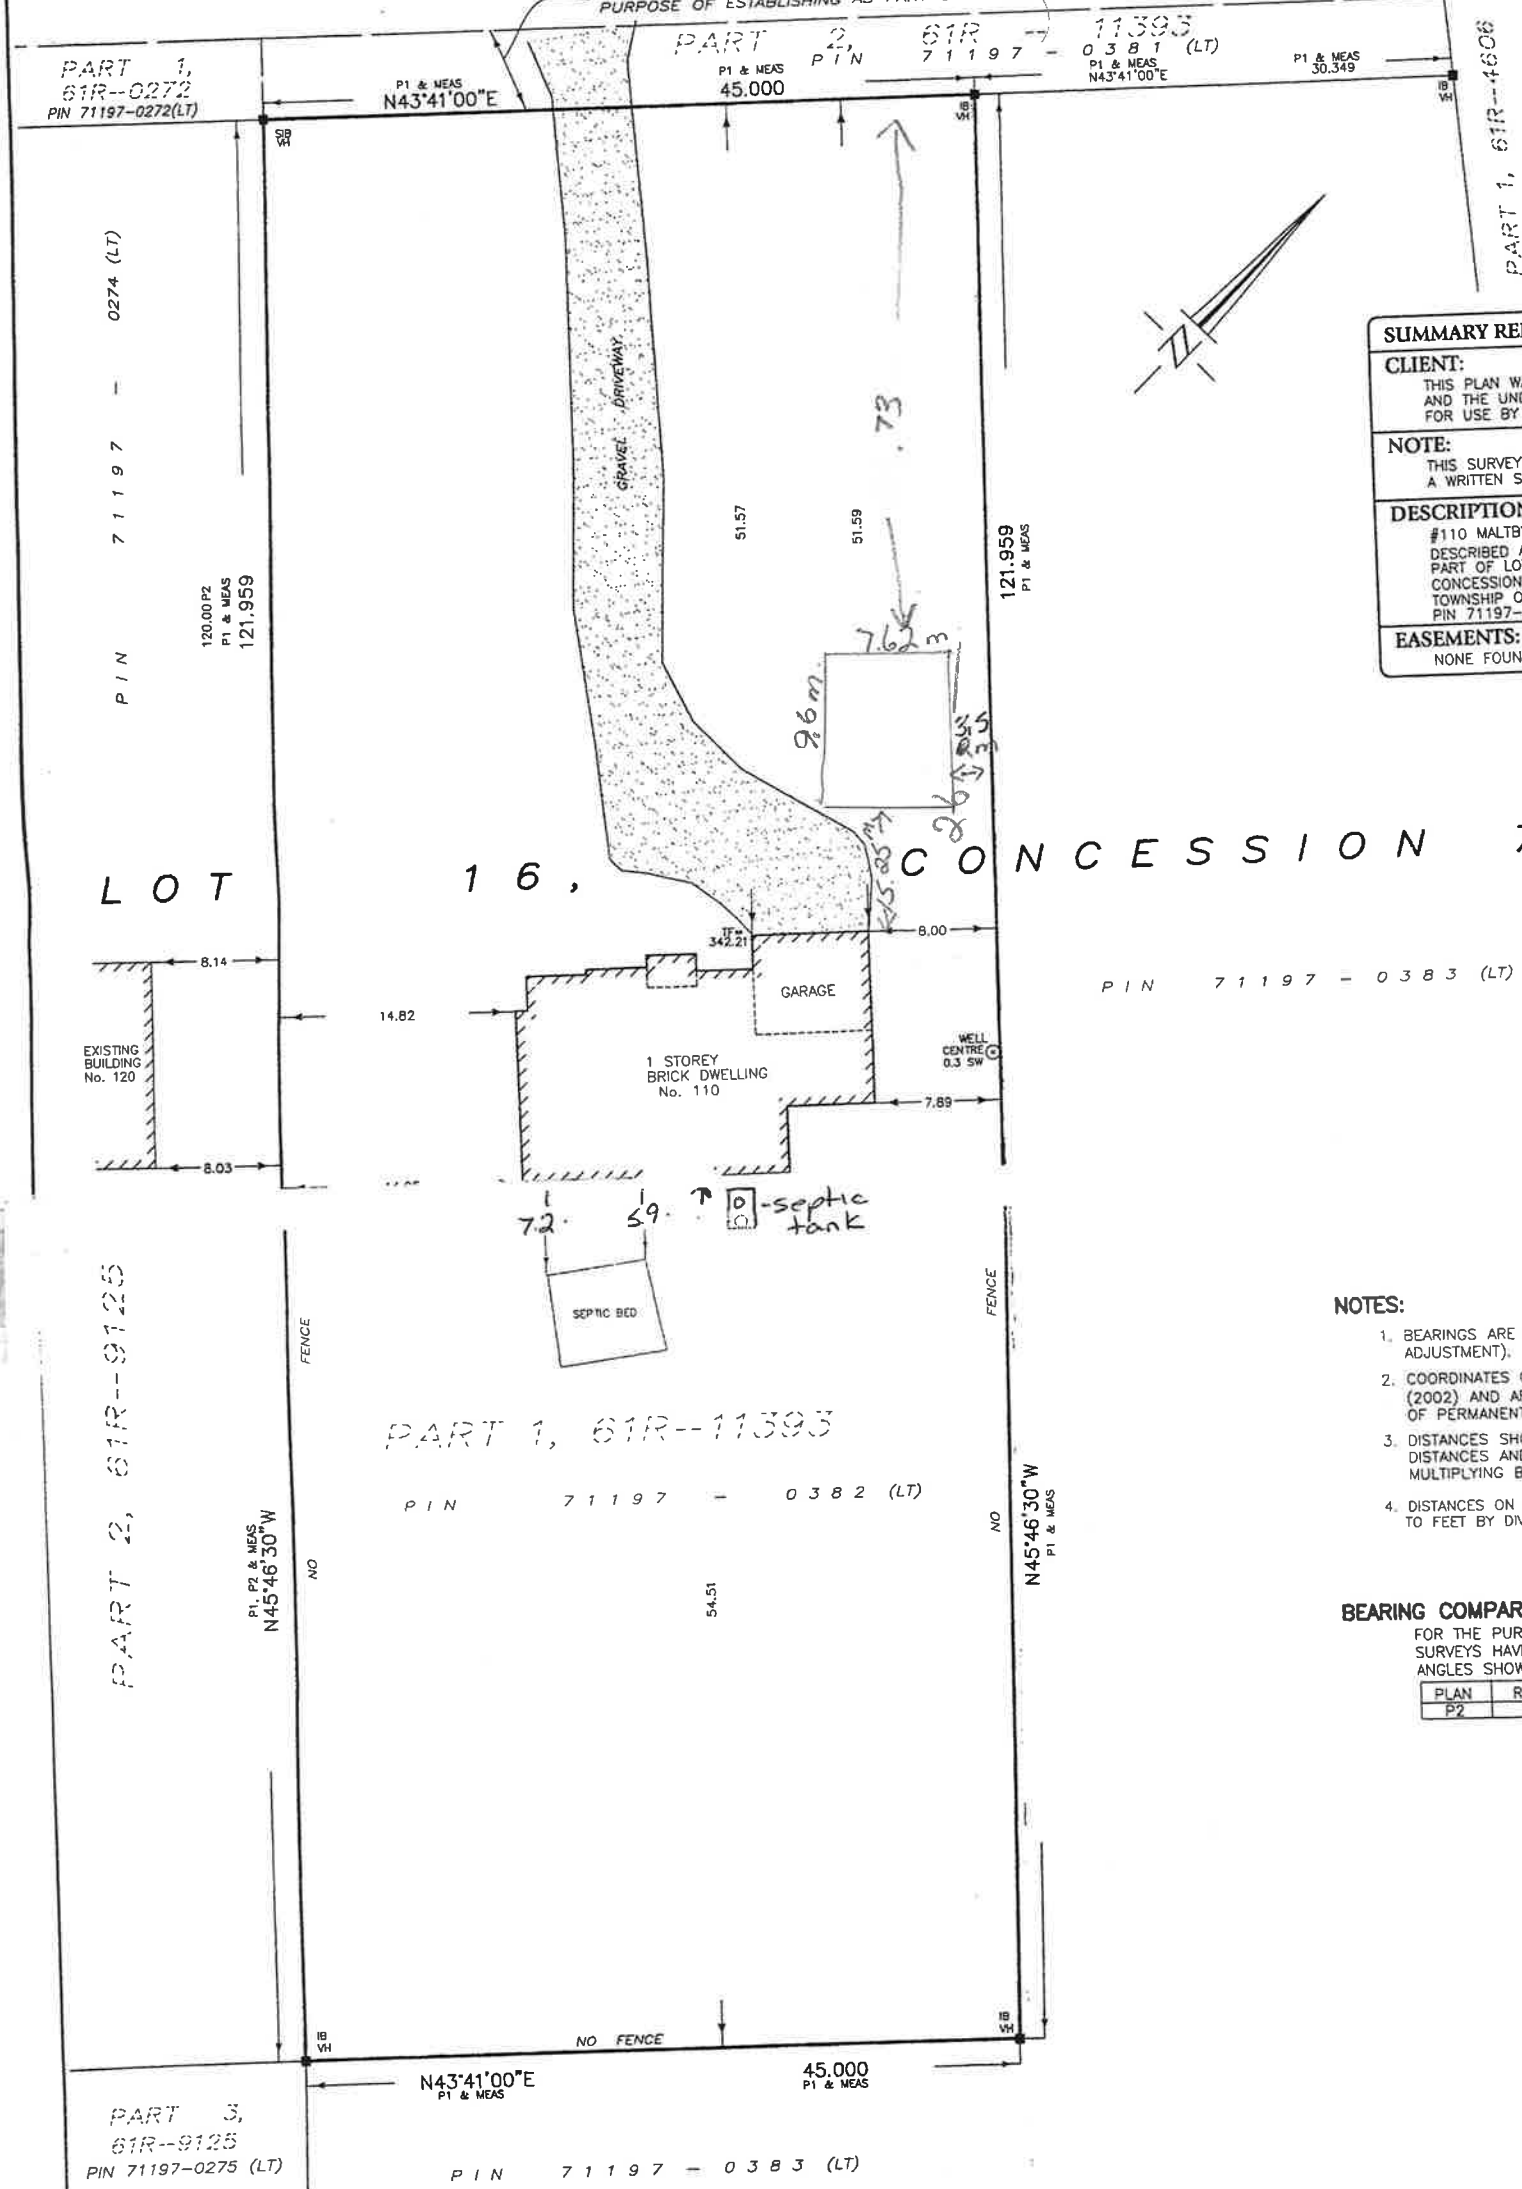 PURPOSE OF ESTABLISHING AS PART
PART 1,
61R-0272
PIN 71197-0272(LT)
PART 2, 61R - 11393
PIN 71197 - 0381 (LT)
P1 & MEAS
N43°41'00"E
P1 & MEAS
45.000
P1 & MEAS
N43°41'00"E
P1 & MEAS
30.349
SIB
VH
IB
VH
IB
VH
PART 1, 61R-4606
PIN 71197 - 0274 (LT)
120.00 P2
P1 & MEAS
121.959
GRAVEL DRIVEWAY
51.57
51.59
.73
121.959
P1 & MEAS
7.62 m
9.6 m
3.5
26
15.25 m
SUMMARY RE
CLIENT:
THIS PLAN W
AND THE UN
FOR USE BY
NOTE:
THIS SURVEY
A WRITTEN S
DESCRIPTION
#110 MALTB
DESCRIBED
PART OF LO
CONCESSION
TOWNSHIP O
PIN 71197-
EASEMENTS:
NONE FOUN
LOT 16, CONCESSION
TF=
342.21
8.00
8.14
GARAGE
PIN 71197 - 0383 (LT)
14.82
EXISTING
BUILDING
No. 120
1 STOREY
BRICK DWELLING
No. 110
WELL
CENTRE
0.3 SW
7.89
8.03
7.2
5.9
D - septic
tank
SEPTIC BED
FENCE
FENCE
NO
NO
PART 2, 61R-9125
PART 1, 61R-11393
PIN 71197 - 0382 (LT)
P1, P2 & MEAS
N45°46'30"W
N45°46'30"W
P1 & MEAS
54.51
NOTES:
1. BEARINGS ARE
ADJUSTMENT).
2. COORDINATES
(2002) AND A
OF PERMANENT
3. DISTANCES SH
DISTANCES AN
MULTIPLYING B
4. DISTANCES ON
TO FEET BY DI
BEARING COMPAR
FOR THE PUR
SURVEYS HAV
ANGLES SHOW
PLAN R
P2
IB
VH
NO FENCE
IB
VH
N43°41'00"E
P1 & MEAS
45.000
P1 & MEAS
PART 3,
61R-9125
PIN 71197-0275 (LT)
PIN 71197 - 0383 (LT)